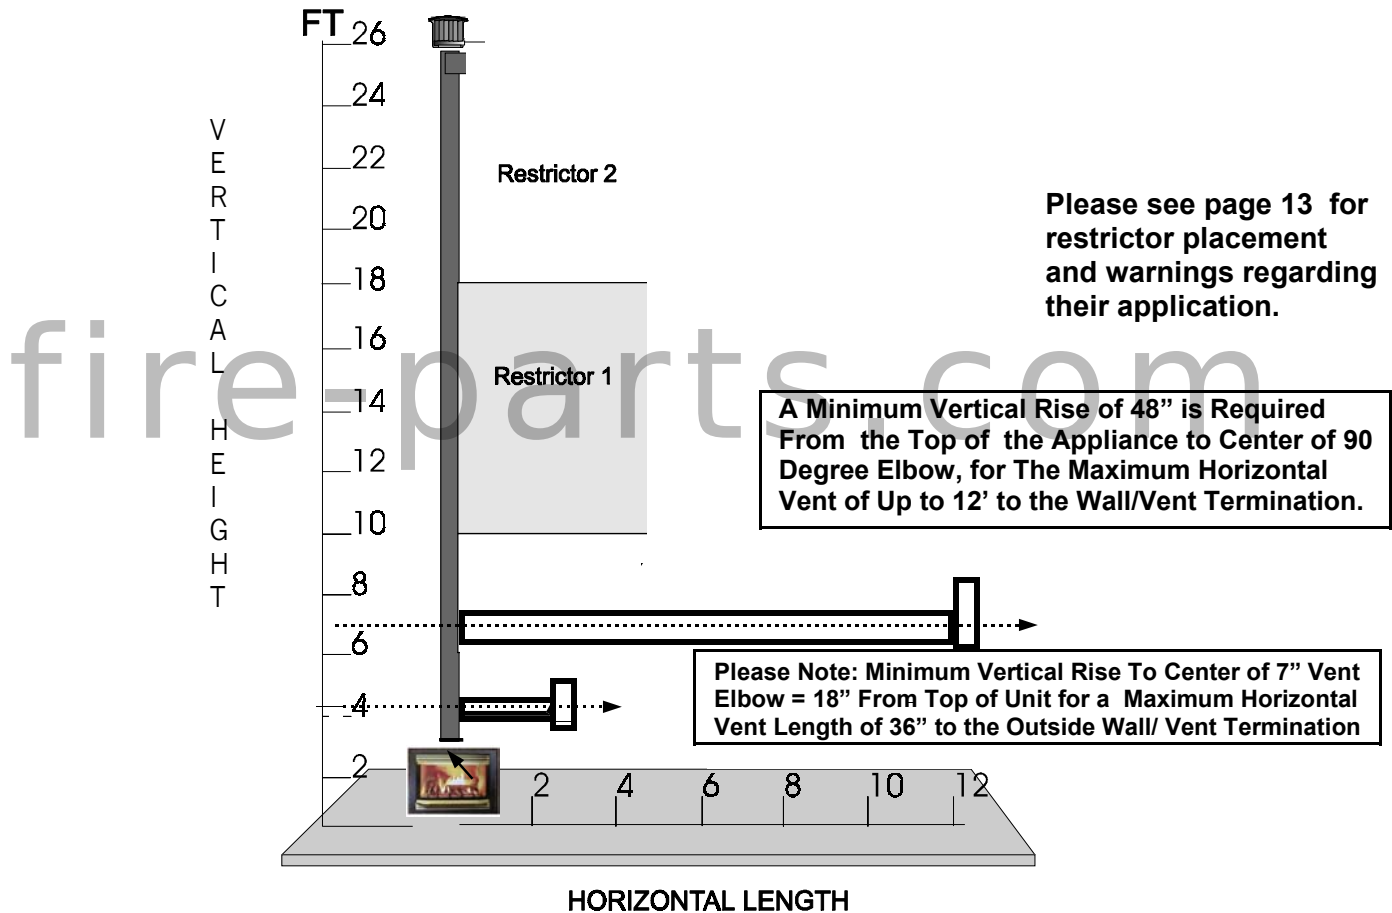 FT
26
24
22
20
18
16
14
12
10
8
6
4
2
VERTICAL HEIGHT
Restrictor 2
Restrictor 1
Please see page 13 for
restrictor placement
and warnings regarding
their application.
fire-parts.com
A Minimum Vertical Rise of 48” is Required
From the Top of the Appliance to Center of 90
Degree Elbow, for The Maximum Horizontal
Vent of Up to 12’ to the Wall/Vent Termination.
Please Note: Minimum Vertical Rise To Center of 7” Vent
Elbow = 18” From Top of Unit for a Maximum Horizontal
Vent Length of 36” to the Outside Wall/ Vent Termination
2 4 6 8 10 12
HORIZONTAL LENGTH